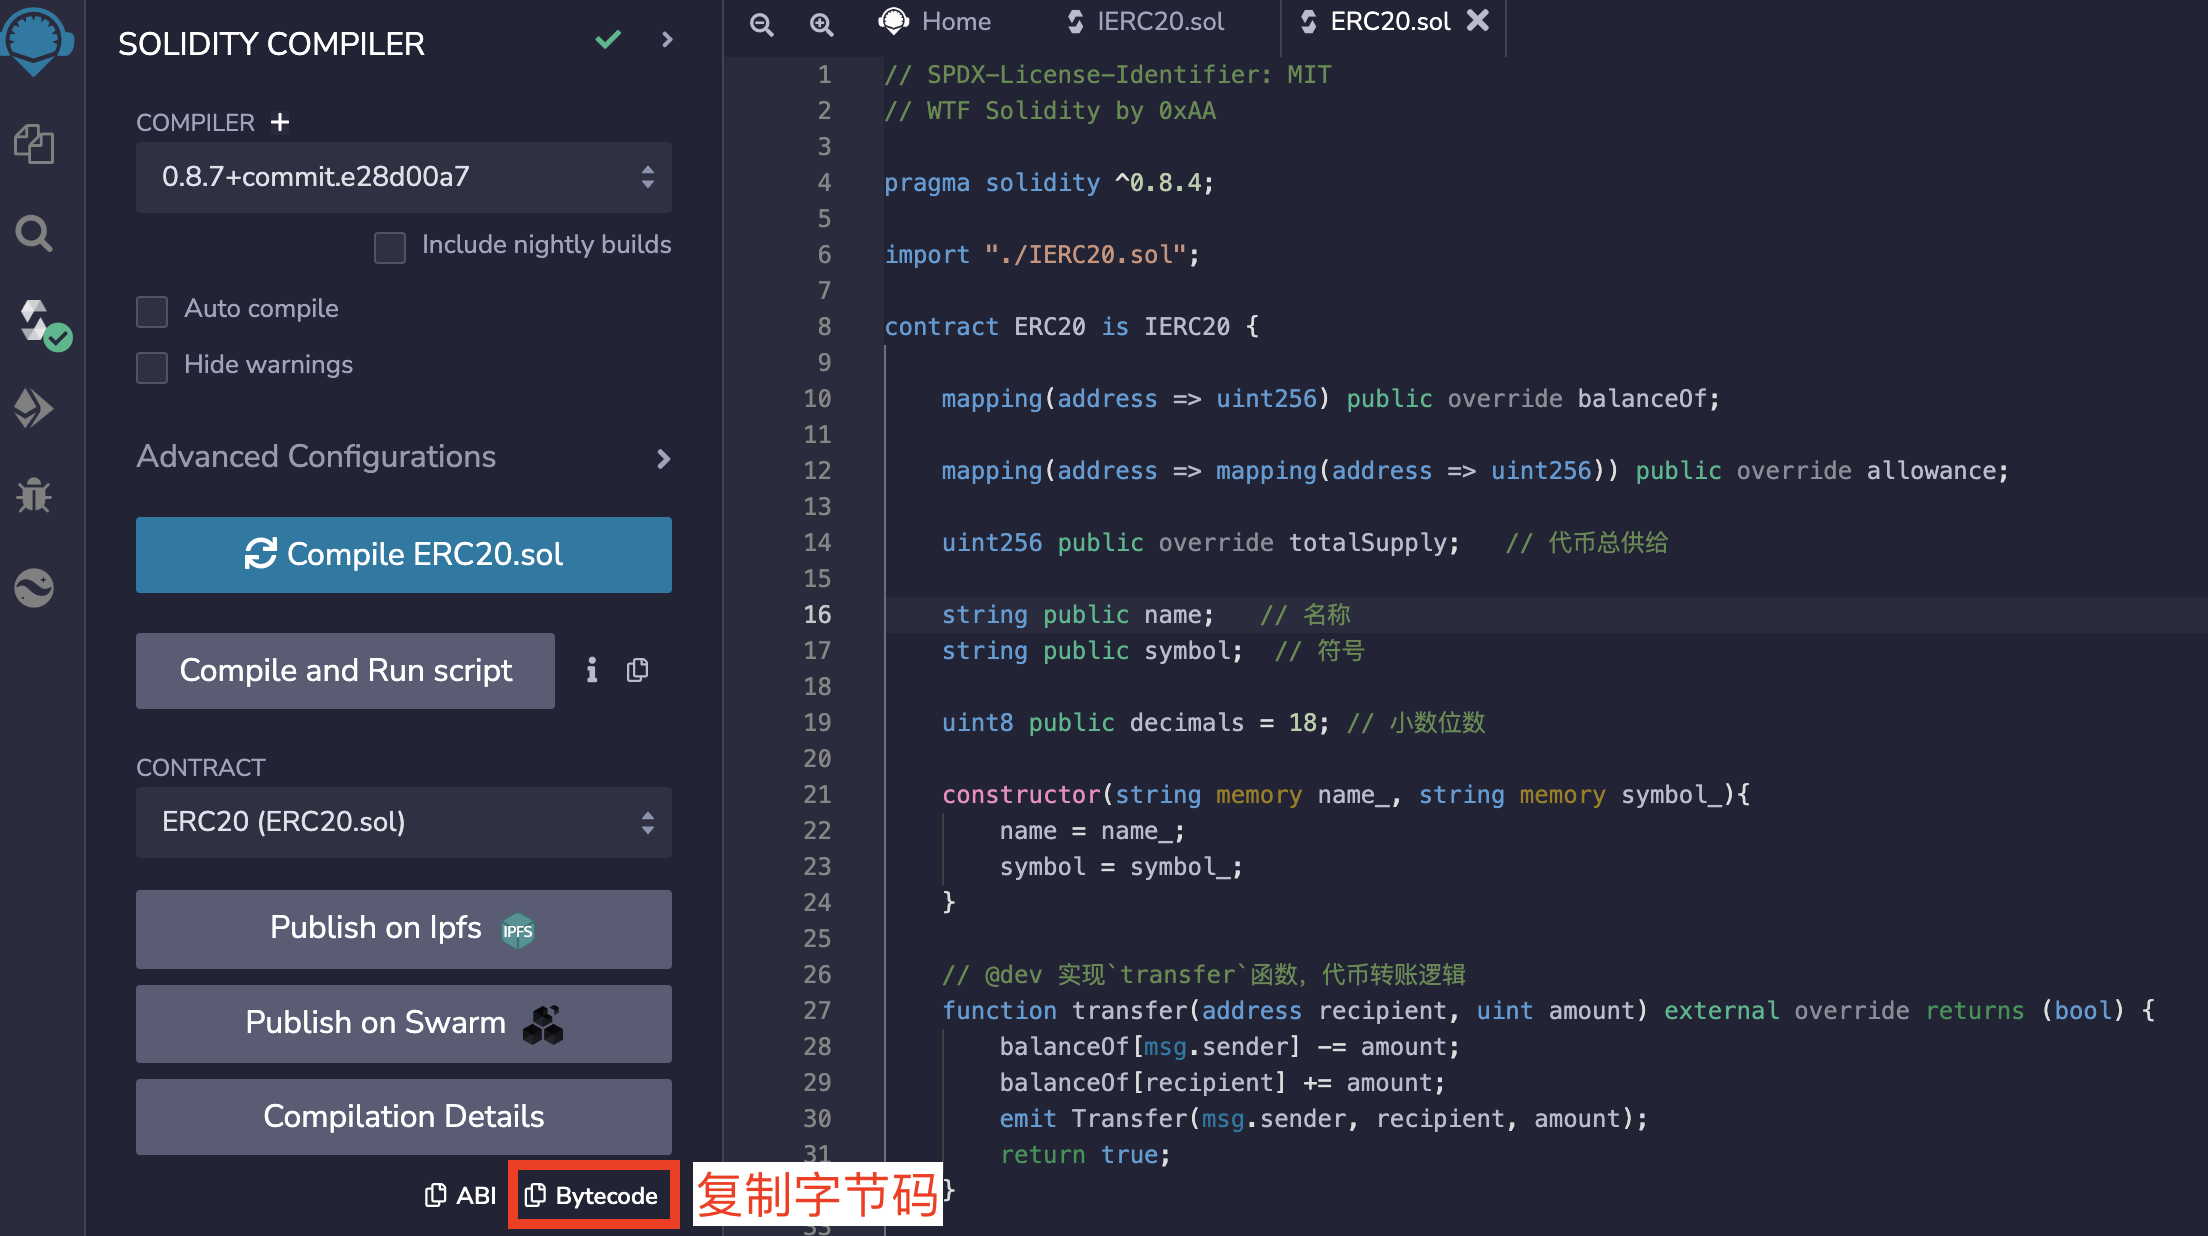 SOLIDITY COMPILER
COMPILER +
0.8.7+commit.e28d00a7
Include nightly builds
Auto compile
Hide warnings
Advanced Configurations
Compile ERC20.sol
Compile and Run script
CONTRACT
ERC20 (ERC20.sol)
Publish on Ipfs IPFS
Publish on Swarm
Compilation Details
ABI Bytecode
复制字节码
Home IERC20.sol ERC20.sol
1 // SPDX-License-Identifier: MIT
2 // WTF Solidity by 0xAA
3
4 pragma solidity ^0.8.4;
5
6 import "./IERC20.sol";
7
8 contract ERC20 is IERC20 {
9
10 mapping(address => uint256) public override balanceOf;
11
12 mapping(address => mapping(address => uint256)) public override allowance;
13
14 uint256 public override totalSupply; // 代币总供给
15
16 string public name; // 名称
17 string public symbol; // 符号
18
19 uint8 public decimals = 18; // 小数位数
20
21 constructor(string memory name_, string memory symbol_){
22 name = name_;
23 symbol = symbol_;
24 }
25
26 // @dev 实现`transfer`函数，代币转账逻辑
27 function transfer(address recipient, uint amount) external override returns (bool) {
28 balanceOf[msg.sender] -= amount;
29 balanceOf[recipient] += amount;
30 emit Transfer(msg.sender, recipient, amount);
31 return true;
}